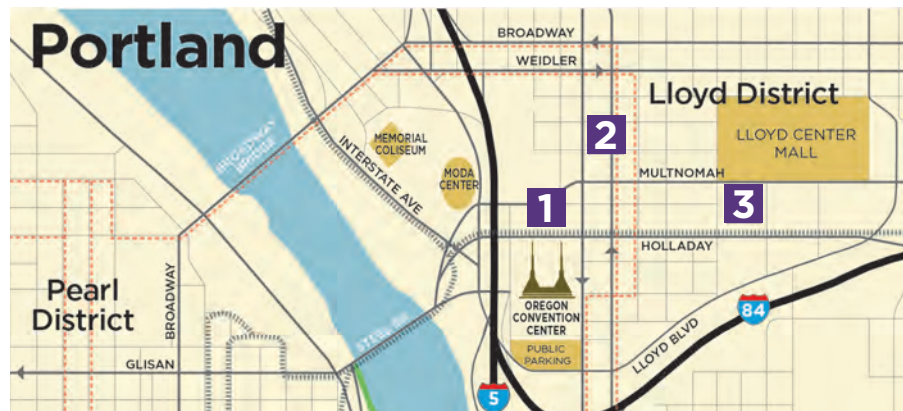 Portland
BROADWAY
WEIDLER
Lloyd District
LLOYD CENTER
MALL
2
MEMORIAL
COLISEUM
BROADWAY
BRIDGE
INTERSTATE AVE
MODA
CENTER
MULTNOMAH
1
3
HOLLADAY
Pearl
District
BROADWAY
OREGON
CONVENTION
CENTER
PUBLIC
PARKING
84
LLOYD BLVD
GLISAN
5